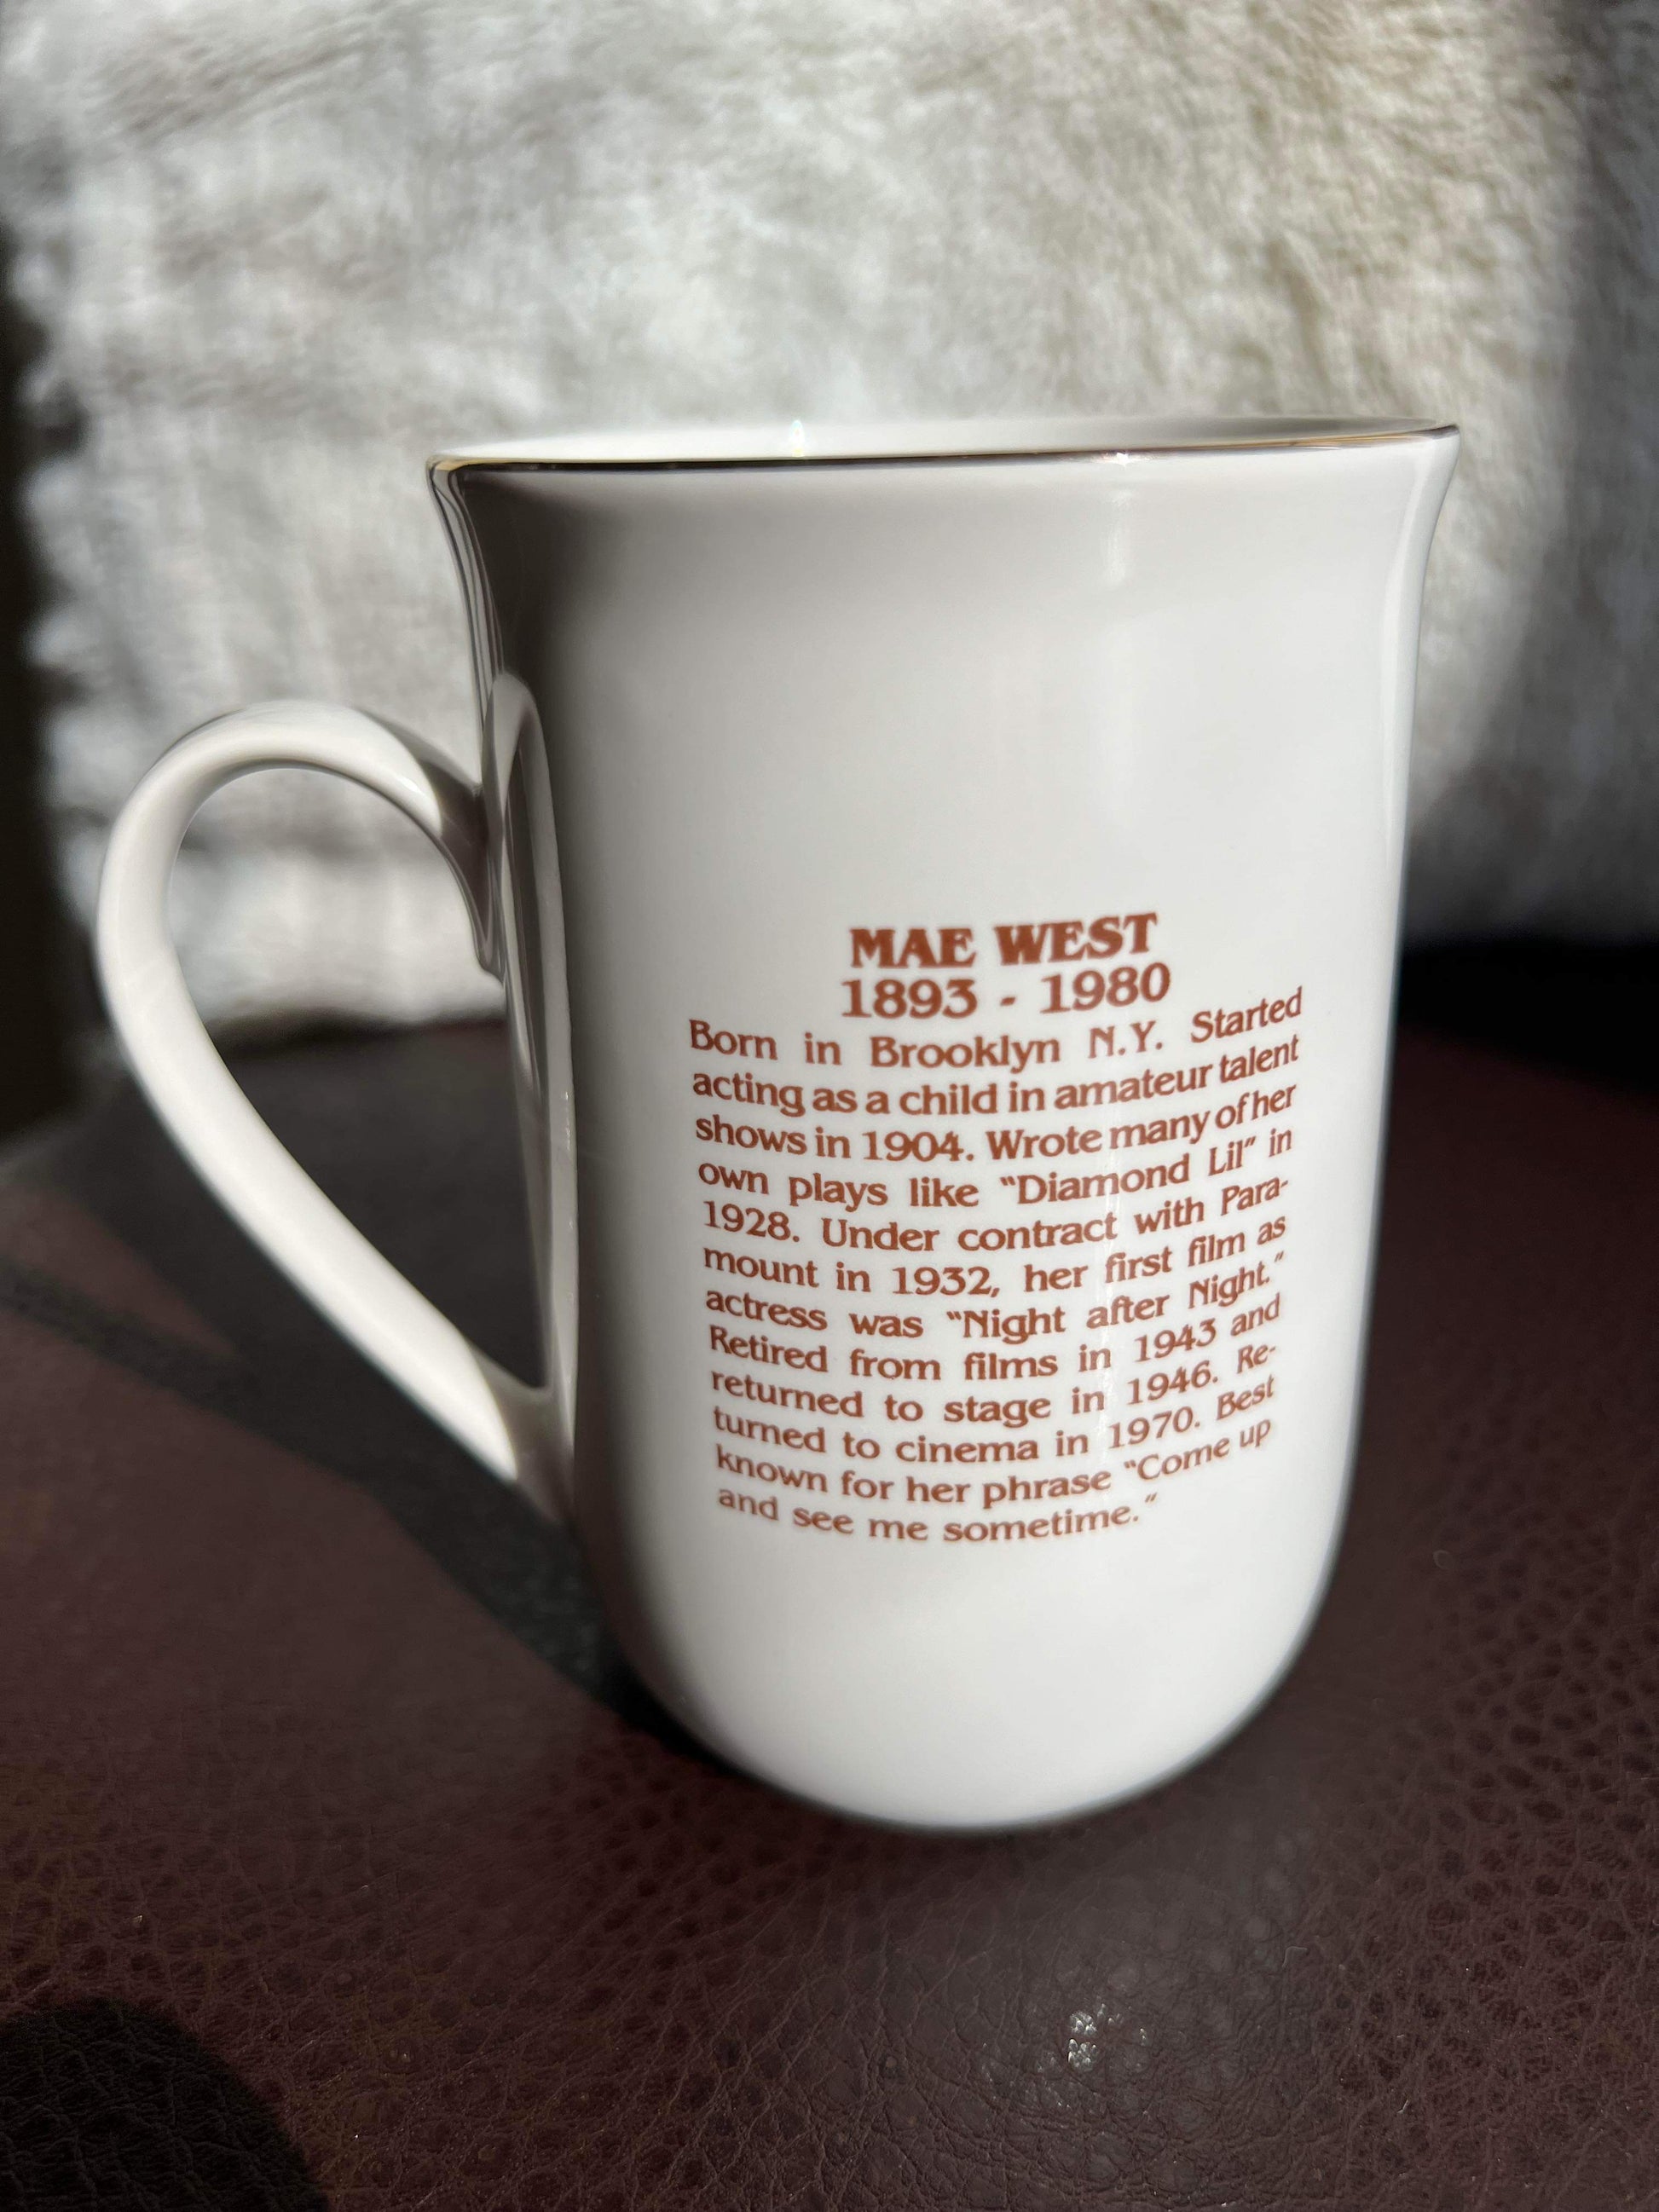 MAE WEST
1893 - 1980
Born in Brooklyn N.Y. Started
acting as a child in amateur talent
shows in 1904. Wrote many of her
own plays like "Diamond Lil" in
1928. Under contract with Para-
mount in 1932, her first film as
actress was "Night after Night."
Retired from films in 1943 and
returned to stage in 1946. Re-
turned to cinema in 1970. Best
known for her phrase "Come up
and see me sometime."